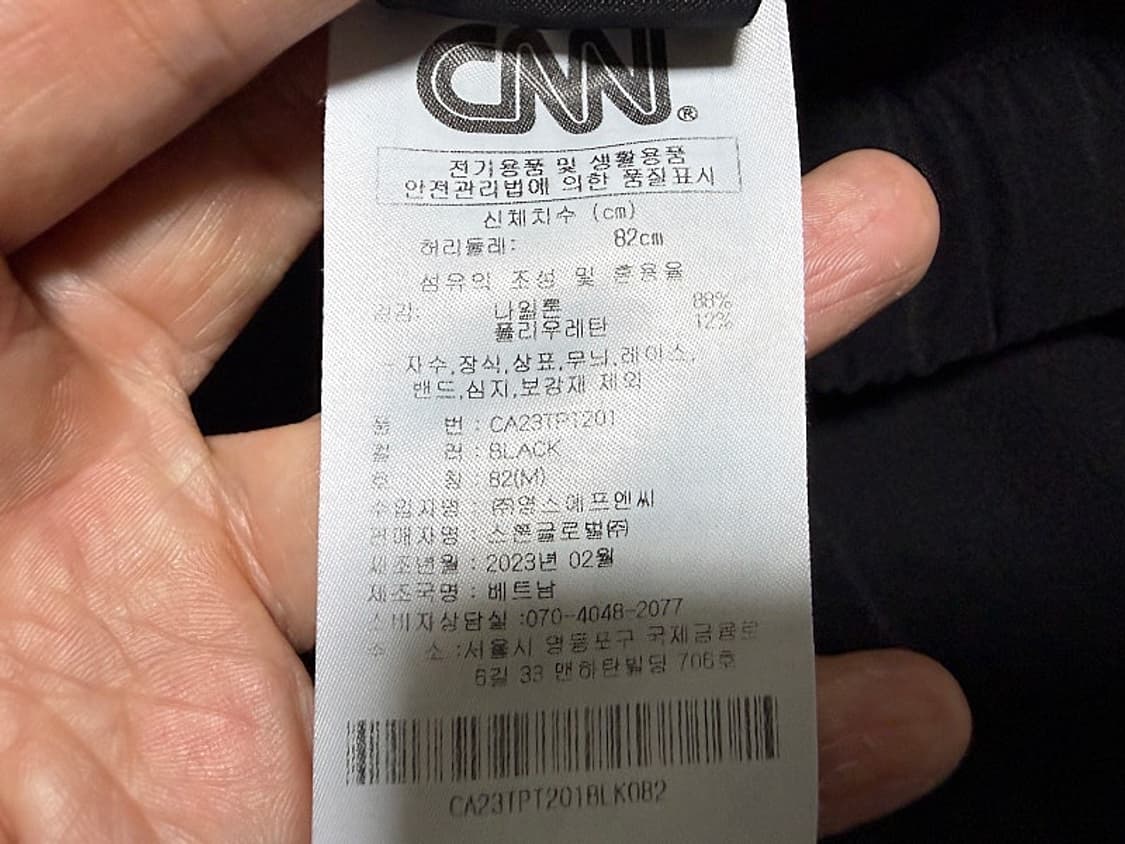 CNN®
전기용품 및 생활용품
안전관리법에 의한 품질표시
신체치수 (cm)
허리둘레: 82cm
섬유의 조성 및 혼용율
겉감: 나일론 88%
폴리우레탄 12%
- 자수,장식,상표,무늬,레이스,
밴드,심지,보강재 제외
품 번 : CA23TPT201
컬 러 : BLACK
호 칭 : 82(M)
수입자명 : ㈜영스에프엔씨
판매자명 : 스톤글로벌㈜
제조년월 : 2023년 02월
제조국명 : 베트남
소비자상담실 :070-4048-2077
주 소 :서울시 영등포구 국제금융로
6길 33 맨하탄빌딩 706호
CA23TPT201BLK082